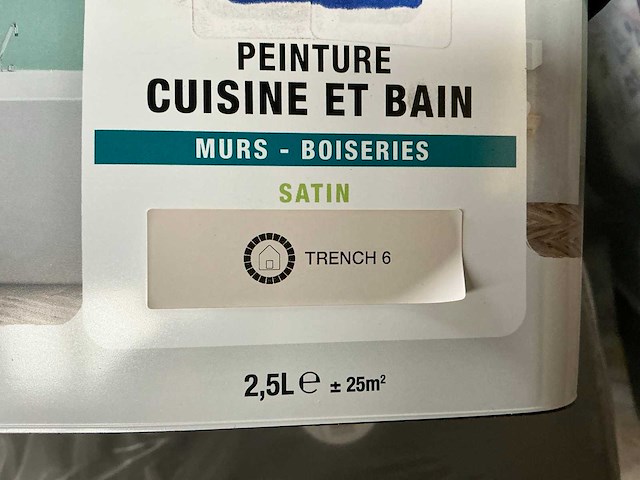 PEINTURE
CUISINE ET BAIN
MURS - BOISERIES
SATIN
TRENCH 6
2,5L ℮ ± 25m²